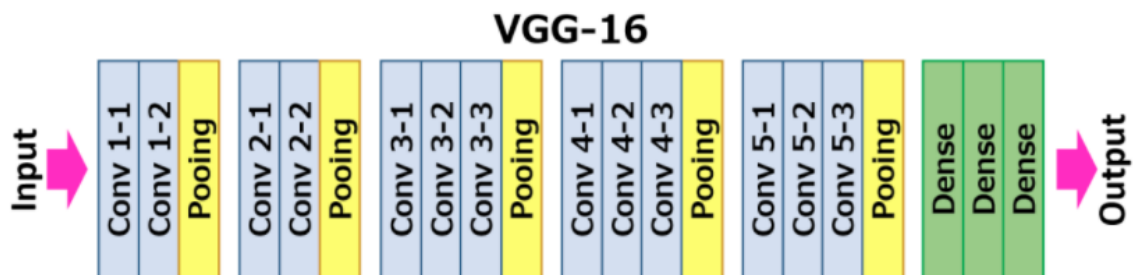 VGG-16
Input
Conv 1-1
Conv 1-2
Pooing
Conv 2-1
Conv 2-2
Pooing
Conv 3-1
Conv 3-2
Conv 3-3
Pooing
Conv 4-1
Conv 4-2
Conv 4-3
Pooing
Conv 5-1
Conv 5-2
Conv 5-3
Pooing
Dense
Dense
Dense
Output